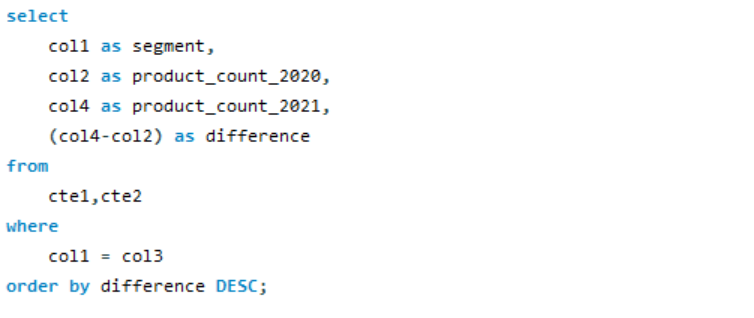 select
    col1 as segment,
    col2 as product_count_2020,
    col4 as product_count_2021,
    (col4-col2) as difference
from
    cte1,cte2
where
    col1 = col3
order by difference DESC;